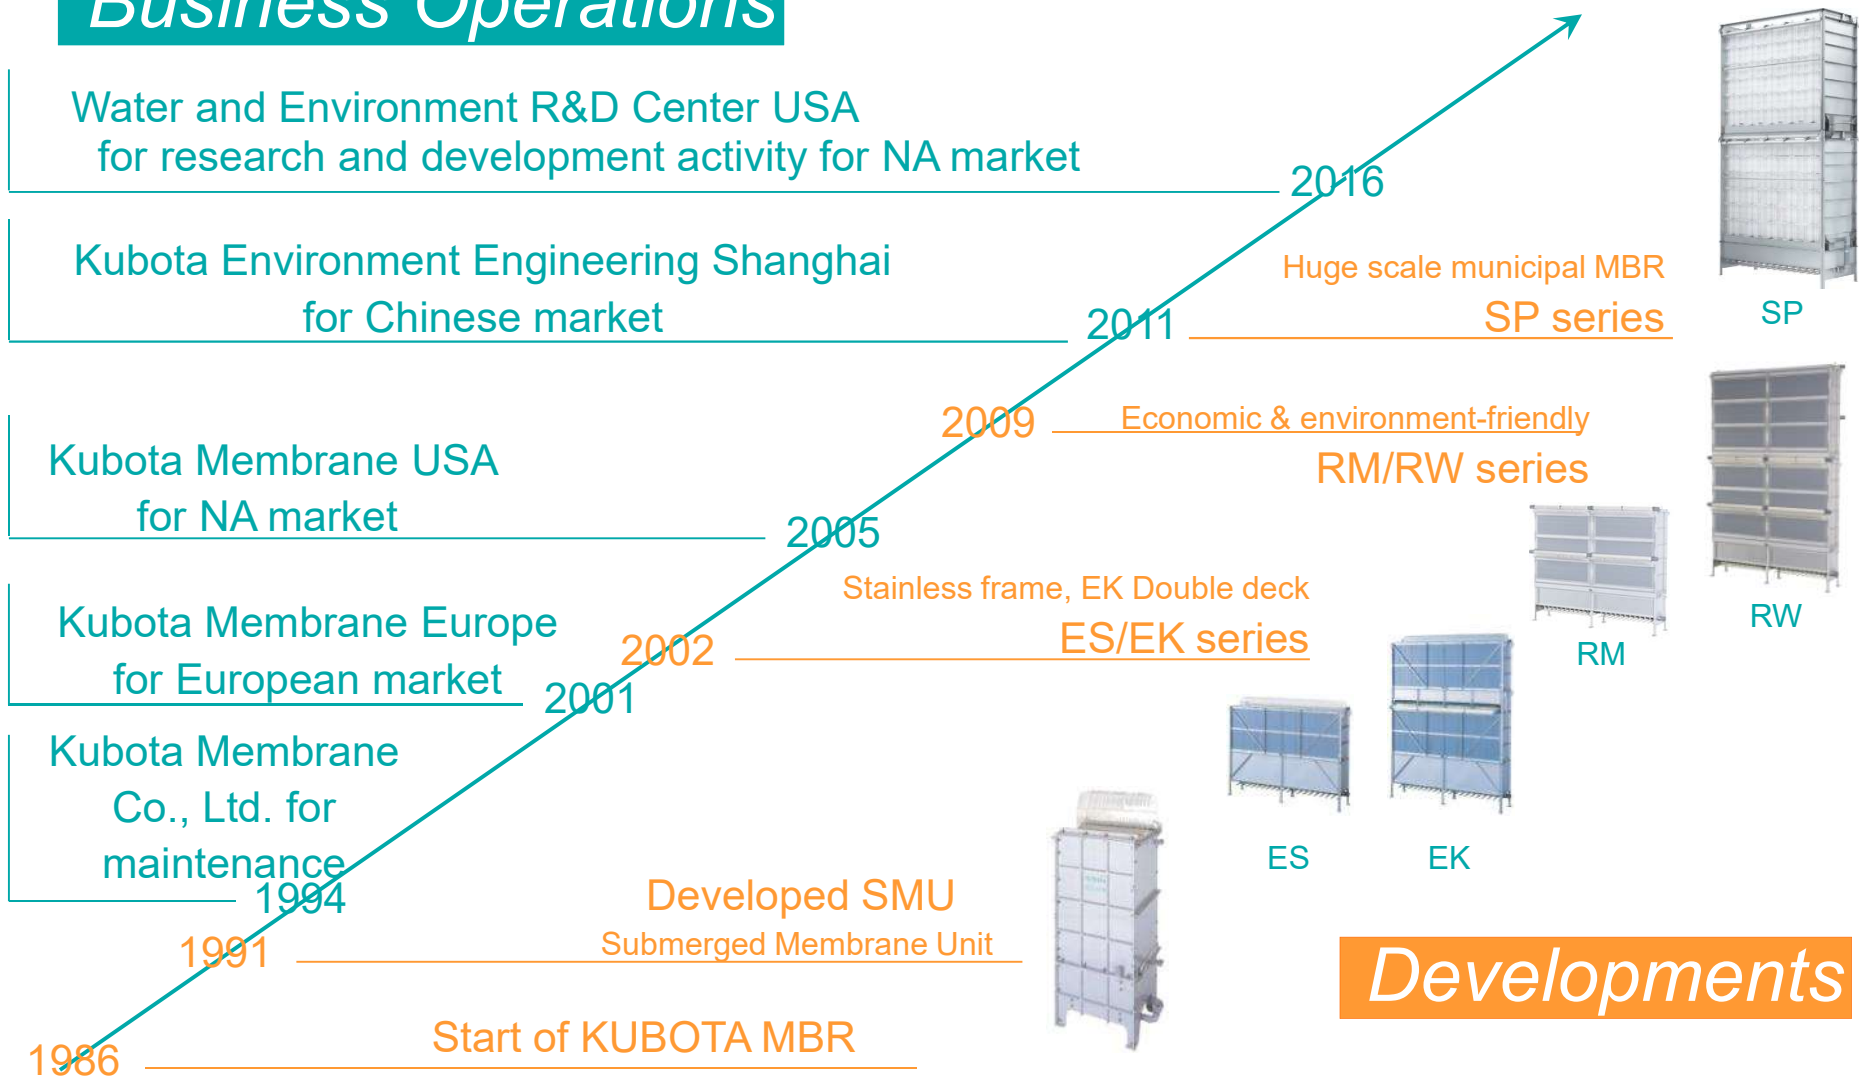 Business Operations
Water and Environment R&D Center USA
for research and development activity for NA market
2016
Kubota Environment Engineering Shanghai
for Chinese market
2011
Huge scale municipal MBR
SP series
SP
2009
Economic & environment-friendly
RM/RW series
Kubota Membrane USA
for NA market
2005
RW
RM
Stainless frame, EK Double deck
ES/EK series
2002
Kubota Membrane Europe
for European market
2001
ES
EK
Kubota Membrane
Co., Ltd. for
maintenance
1994
1991
Developed SMU
Submerged Membrane Unit
Developments
1986
Start of KUBOTA MBR